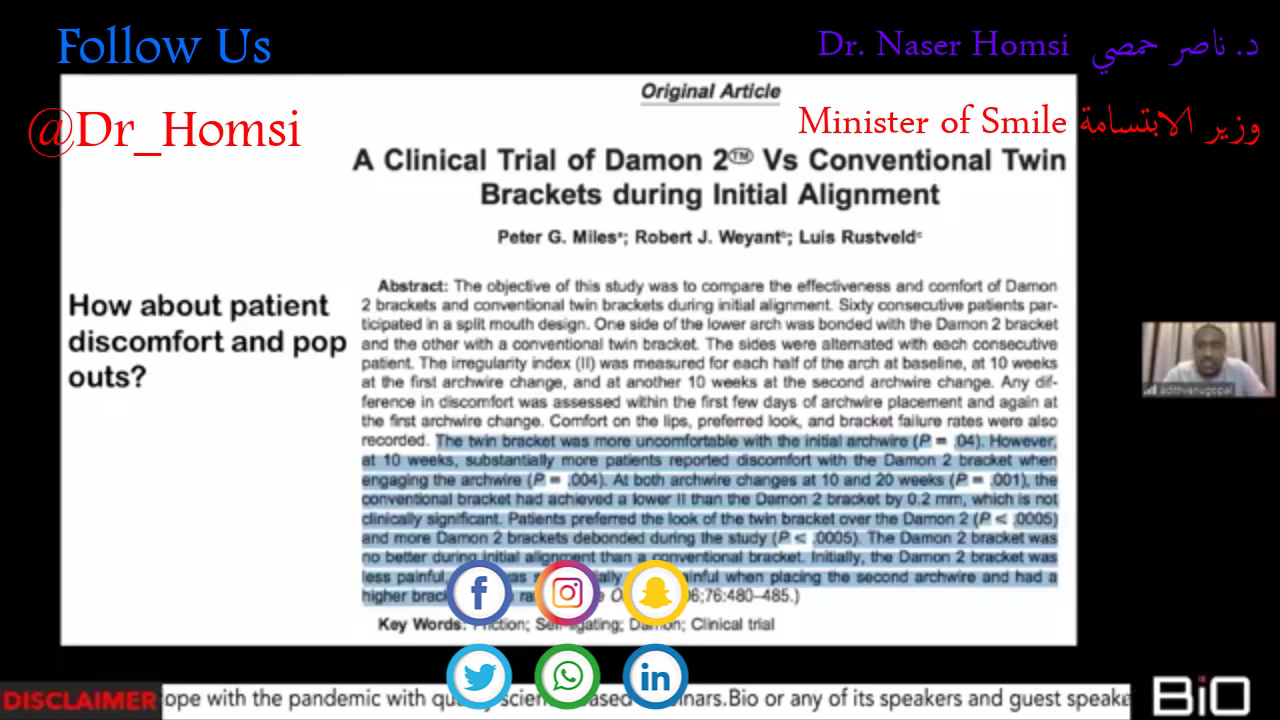 Follow Us
Dr. Naser Homsi د. ناصر حمصي
@Dr_Homsi
Minister of Smile وزير الابتسامة
Original Article
A Clinical Trial of Damon 2™ Vs Conventional Twin
Brackets during Initial Alignment
Peter G. Milesᵃ; Robert J. Weyantᵇ; Luis Rustveldᶜ
How about patient
discomfort and pop
outs?
Abstract: The objective of this study was to compare the effectiveness and comfort of Damon
2 brackets and conventional twin brackets during initial alignment. Sixty consecutive patients par-
ticipated in a split mouth design. One side of the lower arch was bonded with the Damon 2 bracket
and the other with a conventional twin bracket. The sides were alternated with each consecutive
patient. The irregularity index (II) was measured for each half of the arch at baseline, at 10 weeks
at the first archwire change, and at another 10 weeks at the second archwire change. Any dif-
ference in discomfort was assessed within the first few days of archwire placement and again at
the first archwire change. Comfort on the lips, preferred look, and bracket failure rates were also
recorded. The twin bracket was more uncomfortable with the initial archwire (P = .04). However,
at 10 weeks, substantially more patients reported discomfort with the Damon 2 bracket when
engaging the archwire (P = .004). At both archwire changes at 10 and 20 weeks (P = .001), the
conventional bracket had achieved a lower II than the Damon 2 bracket by 0.2 mm, which is not
clinically significant. Patients preferred the look of the twin bracket over the Damon 2 (P < .0005)
and more Damon 2 brackets debonded during the study (P < .0005). The Damon 2 bracket was
no better during initial alignment than a conventional bracket. Initially, the Damon 2 bracket was
less painful, when placing the second archwire and had a
higher 76:480–485.)
Key Words: Damon; Clinical trial
adithianugopal
DISCLAIMER ope with the pandemic with .Bio or any of its speakers and guest speake
BiO